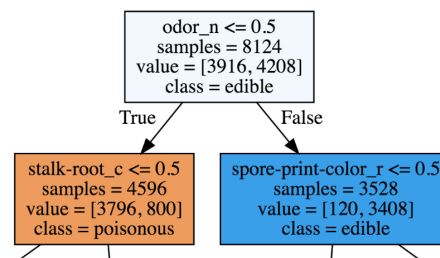 odor_n <= 0.5
samples = 8124
value = [3916, 4208]
class = edible
True
False
stalk-root_c <= 0.5
samples = 4596
value = [3796, 800]
class = poisonous
spore-print-color_r <= 0.5
samples = 3528
value = [120, 3408]
class = edible